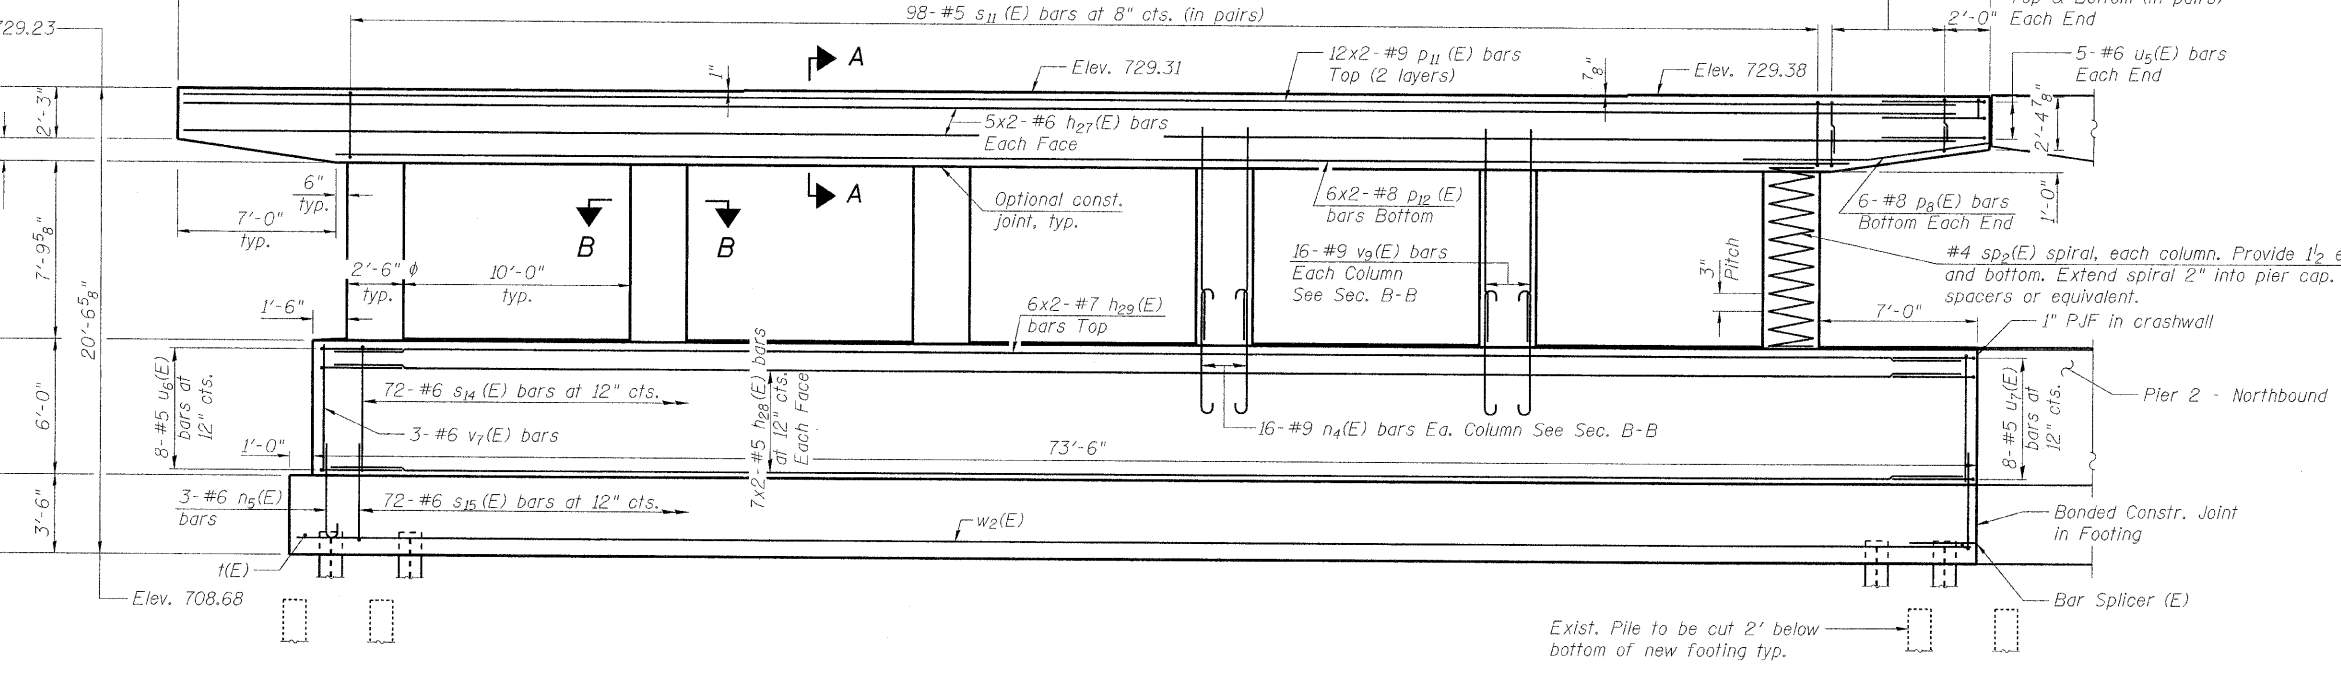 98-#5 s11 (E) bars at 8" cts. (in pairs)
2'-0"
Each End
729.23
A
1"
Elev. 729.31
12x2-#9 p11 (E) bars
Top (2 layers)
7/8"
Elev. 729.38
5-#6 u5(E) bars
Each End
2'-3"
5x2-#6 h27(E) bars
Each Face
2'-4 7/8"
6"
typ.
7'-0"
typ.
B
B
A
Optional const.
joint, typ.
6x2-#8 p12 (E)
bars Bottom
6-#8 p8(E) bars
Bottom Each End
1'-0"
7'-9 5/8"
20'-6 5/8"
2'-6" ϕ
typ.
10'-0"
typ.
16-#9 v9(E) bars
Each Column
See Sec. B-B
3"
Pitch
#4 sp2(E) spiral, each column. Provide 1 1/2 e
and bottom. Extend spiral 2" into pier cap.
spacers or equivalent.
1'-6"
6x2-#7 h29(E)
bars Top
7'-0"
1" PJF in crashwall
6'-0"
8-#5 u6(E)
bars at
12" cts.
72-#6 s14(E) bars at 12" cts.
7x2-#5 h28(E) bars
at 12" cts.
Each Face
8-#5 u7(E)
bars at
12" cts.
Pier 2 - Northbound
3-#6 v7(E) bars
16-#9 n4(E) bars Ea. Column See Sec. B-B
1'-0"
73'-6"
3'-6"
3-#6 n5(E)
bars
72-#6 s15(E) bars at 12" cts.
w2(E)
Bonded Constr. Joint
in Footing
t(E)
Elev. 708.68
Bar Splicer (E)
Exist. Pile to be cut 2' below
bottom of new footing typ.